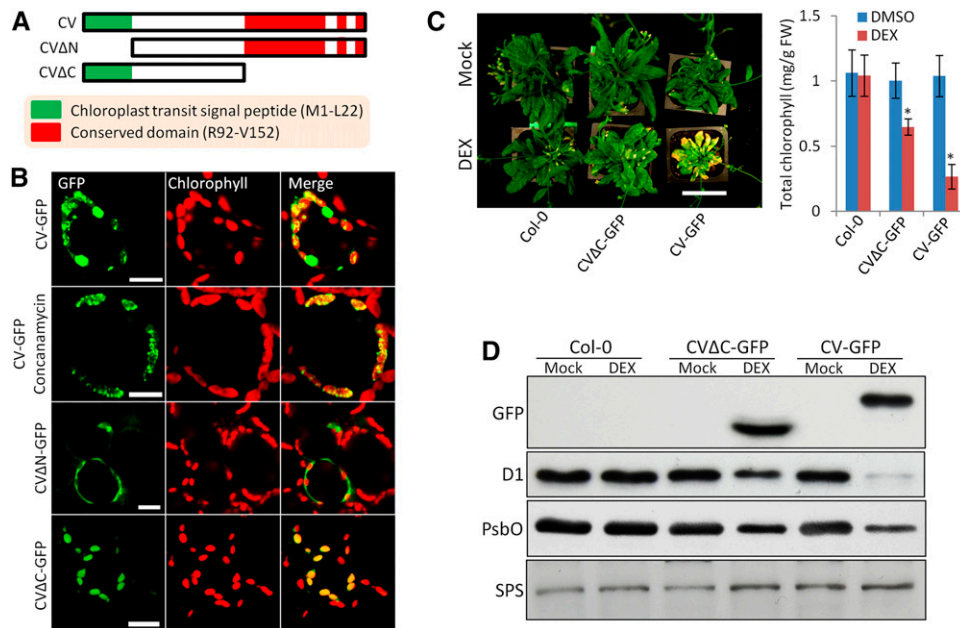 A
CV
CVΔN
CVΔC
Chloroplast transit signal peptide (M1-L22)
Conserved domain (R92-V152)
B
GFP
Chlorophyll
Merge
CV-GFP
CV-GFP
Concanamycin
CVΔN-GFP
CVΔC-GFP
C
Mock
DEX
Col-0
CVΔC-GFP
CV-GFP
Total chlorophyll (mg/g FW)
1.5
1
0.5
0
DMSO
DEX
*
*
Col-0
CVΔC-GFP
CV-GFP
D
Col-0 CVΔC-GFP CV-GFP
Mock DEX Mock DEX Mock DEX
GFP
D1
PsbO
SPS